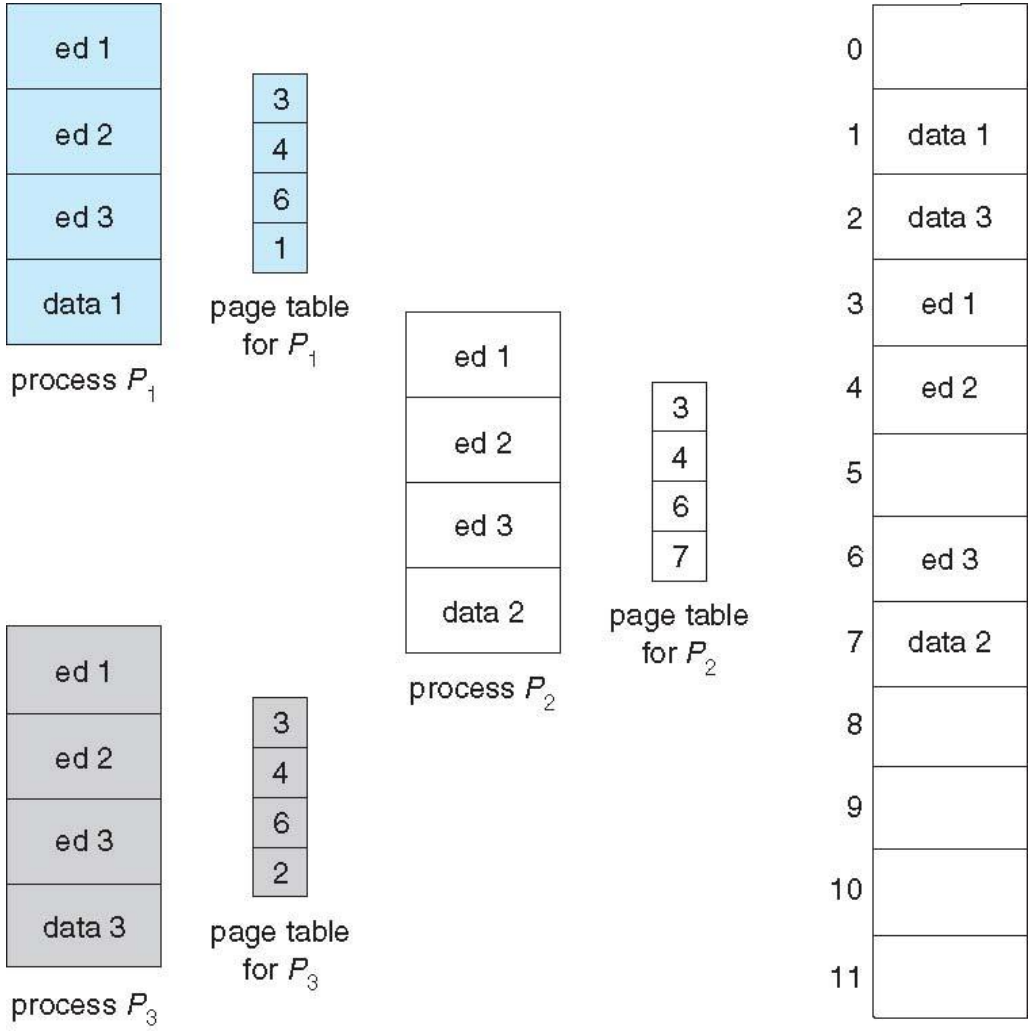 ed 1
ed 2
ed 3
data 1
process P1
3
4
6
1
page table
for P1
ed 1
ed 2
ed 3
data 2
process P2
3
4
6
7
page table
for P2
ed 1
ed 2
ed 3
data 3
process P3
3
4
6
2
page table
for P3
0
1 data 1
2 data 3
3 ed 1
4 ed 2
5
6 ed 3
7 data 2
8
9
10
11